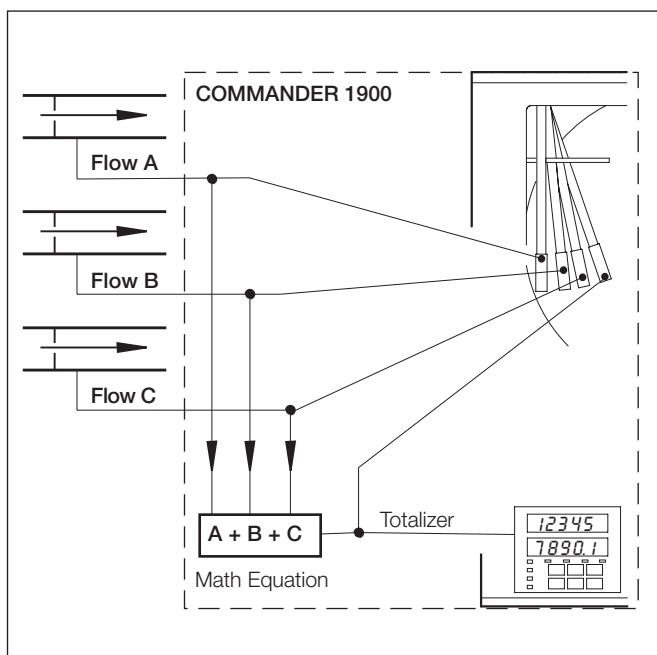 COMMANDER 1900
Flow A
Flow B
Flow C
A + B + C
Math Equation
Totalizer
12345
7890.1